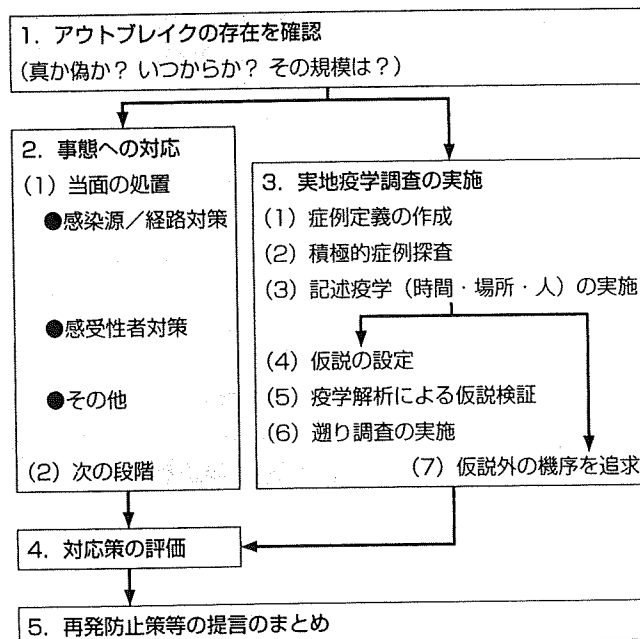 1. アウトブレイクの存在を確認
（真か偽か？ いつからか？ その規模は？）
2. 事態への対応
（1）当面の処置
●感染源／経路対策
●感受性者対策
●その他
（2）次の段階
3. 実地疫学調査の実施
（1）症例定義の作成
（2）積極的症例探査
（3）記述疫学（時間・場所・人）の実施
（4）仮説の設定
（5）疫学解析による仮説検証
（6）遡り調査の実施
（7）仮説外の機序を追求
4. 対応策の評価
5. 再発防止策等の提言のまとめ